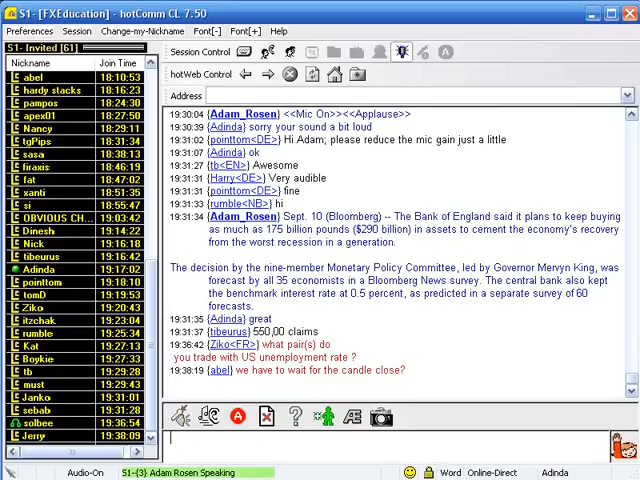 S1- [FXEducation] - hotComm CL 7.50
Preferences Session Change-my-Nickname Font[-] Font[+]
S1- Invited [61]
Nickname Join Time
abel 18:10:53
hardy stacks 18:16:23
pampos 18:24:30
apex01 18:27:50
Nancy 18:29:11
tgPips 18:31:34
sasa 18:38:13
firaxis 18:46:19
fat 18:47:02
xanti 18:51:35
si 18:55:47
OBVIOUS CH... 19:03:42
Dinesh 19:14:22
Nick 19:16:18
tibeurus 19:16:42
Adinda 19:17:02
pointtom 19:18:10
tomD 19:19:53
Ziko 19:20:43
itzchak 19:23:04
rumble 19:25:34
Kat 19:27:13
Boykie 19:27:33
tb 19:29:29
must 19:29:43
Janko 19:31:01
sebab 19:31:28
solbee 19:36:54
Jerry 19:38:09
Session Control
hotWeb Control
Address
19:30:04 {Adam_Rosen} <<Mic On>><Applause>
19:30:39 {Adinda} sorry your sound a bit loud
19:31:02 {pointtom<DE>} Hi Adam; please reduce the mic gain just a little
19:31:07 {Adinda} ok
19:31:27 {tb<EN>} Awesome
19:31:31 {Harry<DE>} Very audible
19:31:31 {pointtom<DE>} fine
19:31:33 {rumble<NB>} hi
19:31:34 {Adam_Rosen} Sept. 10 (Bloomberg) -- The Bank of England said it plans to keep buying
as much as 175 billion pounds ($290 billion) in assets to cement the economy's recovery
from the worst recession in a generation.
The decision by the nine-member Monetary Policy Committee, led by Governor Mervyn King, was
forecast by all 35 economists in a Bloomberg News survey. The central bank also kept
the benchmark interest rate at 0.5 percent, as predicted in a separate survey of 60
forecasts.
19:31:35 {Adinda} great
19:31:37 {tibeurus} 550,00 claims
19:36:42 {Ziko<FR>} what pair(s) do
you trade with US unemployment rate ?
19:38:19 {abel} we have to wait for the candle close?
Audio-On S1-{3} Adam Rosen Speaking Word Online-Direct Adinda